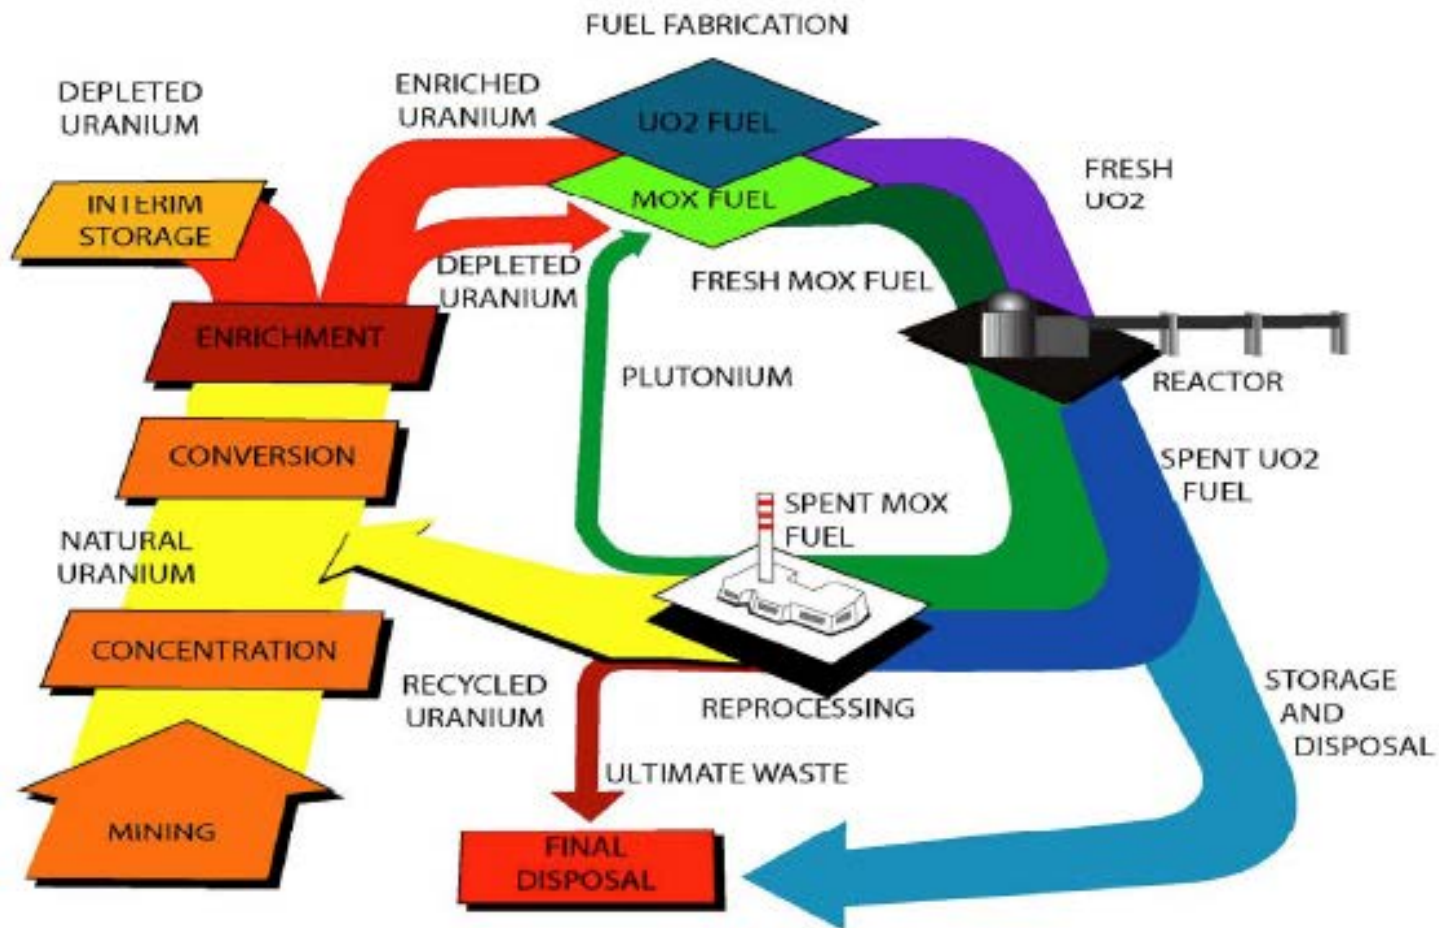 FUEL FABRICATION
DEPLETED
URANIUM
ENRICHED
URANIUM
UO2 FUEL
MOX FUEL
FRESH
UO2
INTERIM
STORAGE
DEPLETED
URANIUM
FRESH MOX FUEL
ENRICHMENT
PLUTONIUM
REACTOR
CONVERSION
SPENT UO2
FUEL
SPENT MOX
FUEL
NATURAL
URANIUM
CONCENTRATION
RECYCLED
URANIUM
REPROCESSING
STORAGE
AND
DISPOSAL
ULTIMATE WASTE
MINING
FINAL
DISPOSAL